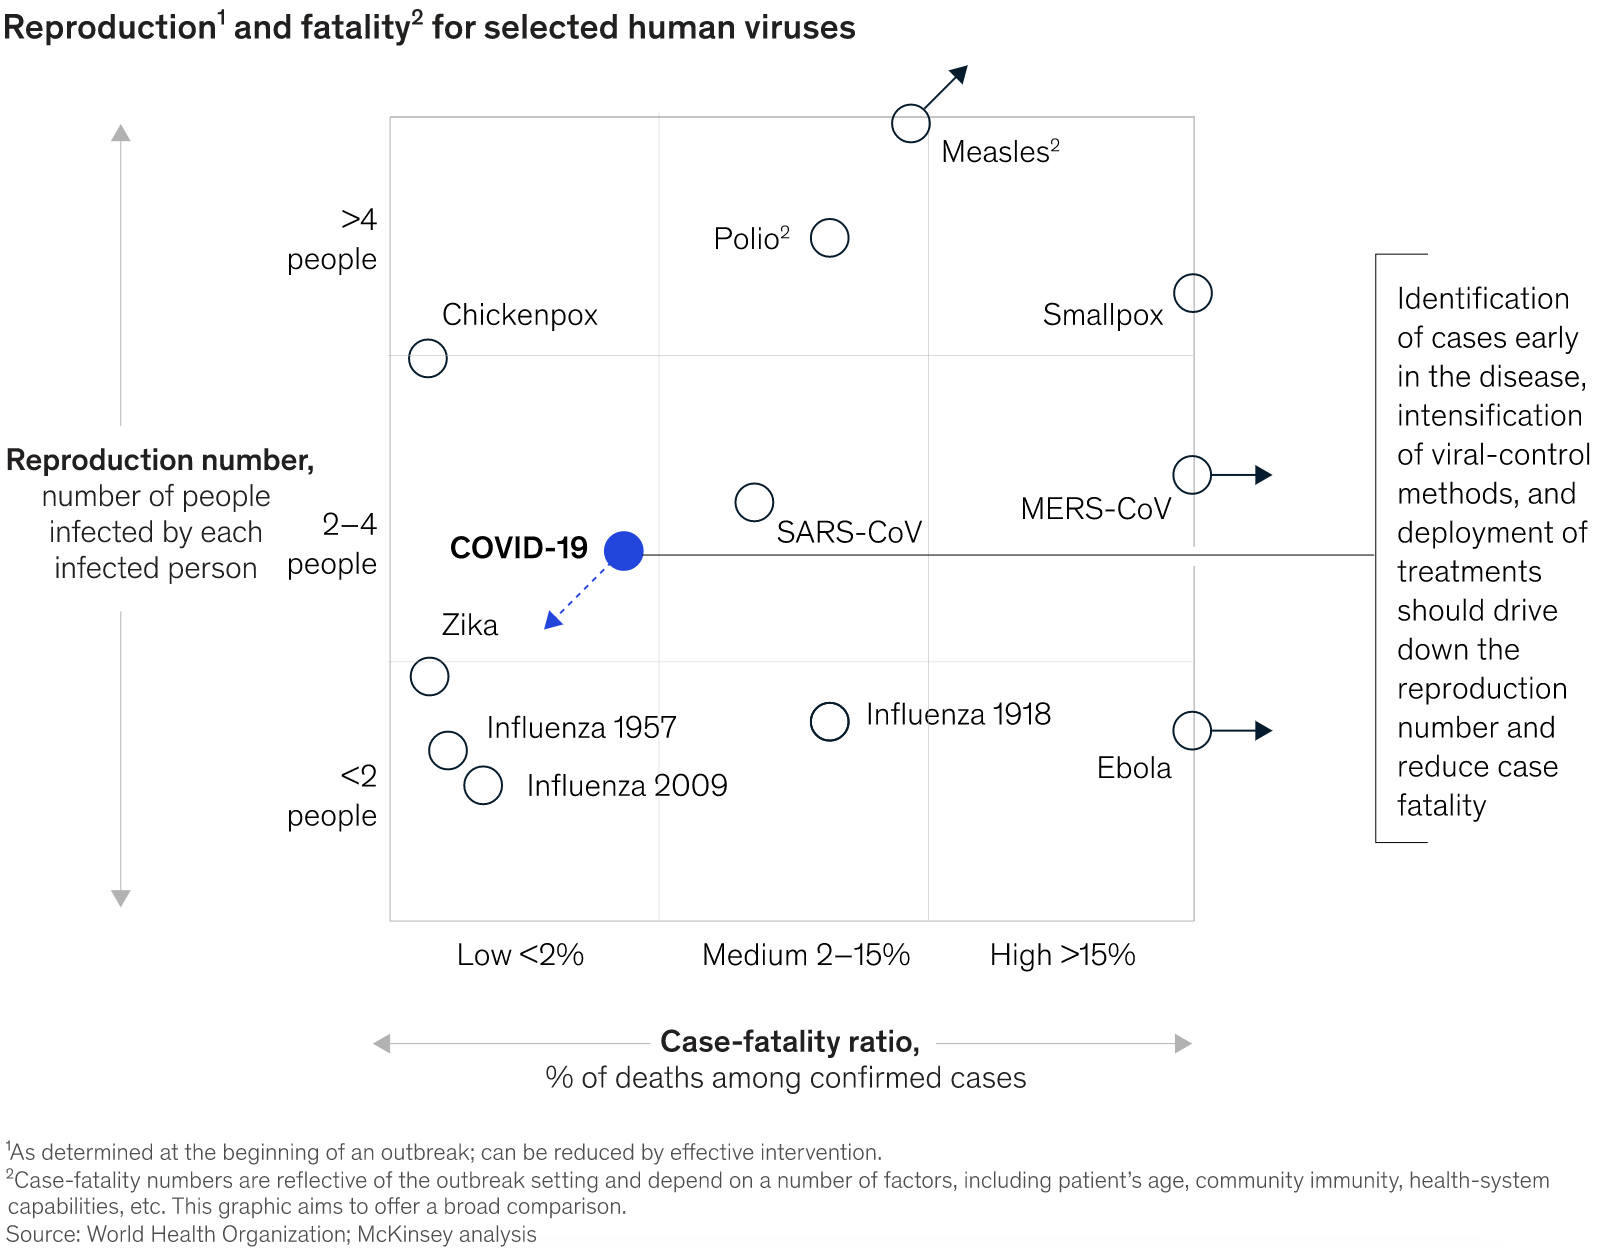 Reproduction¹ and fatality² for selected human viruses
Measles²
>4
people
Polio²
Chickenpox
Smallpox
Reproduction number,
number of people
infected by each
infected person
2–4
people
MERS-CoV
SARS-CoV
COVID-19
Zika
<2
people
Influenza 1918
Influenza 1957
Ebola
Influenza 2009
Identification
of cases early
in the disease,
intensification
of viral-control
methods, and
deployment of
treatments
should drive
down the
reproduction
number and
reduce case
fatality
Low <2%
Medium 2–15%
High >15%
Case-fatality ratio,
% of deaths among confirmed cases
¹As determined at the beginning of an outbreak; can be reduced by effective intervention.
²Case-fatality numbers are reflective of the outbreak setting and depend on a number of factors, including patient’s age, community immunity, health-system
capabilities, etc. This graphic aims to offer a broad comparison.
Source: World Health Organization; McKinsey analysis